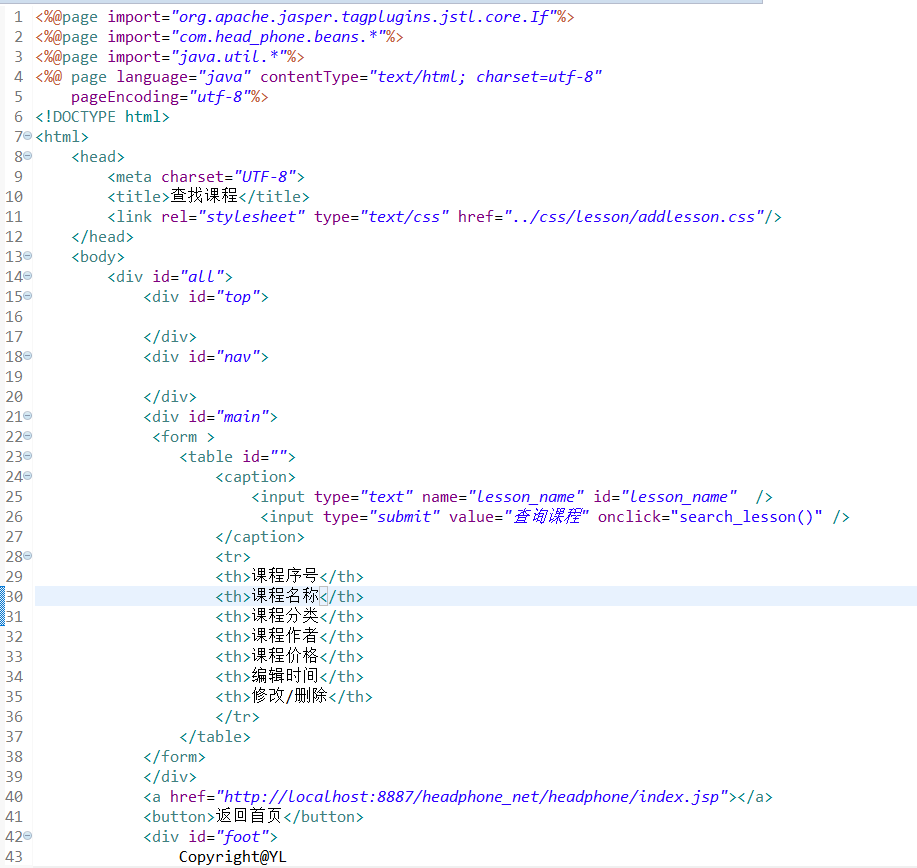 1 <%@page import="org.apache.jasper.tagplugins.jstl.core.If"%>
2 <%@page import="com.head_phone.beans.*"%>
3 <%@page import="java.util.*"%>
4 <%@ page language="java" contentType="text/html; charset=utf-8"
5     pageEncoding="utf-8"%>
6 <!DOCTYPE html>
7 <html>
8     <head>
9         <meta charset="UTF-8">
10         <title>查找课程</title>
11         <link rel="stylesheet" type="text/css" href="../css/lesson/addlesson.css"/>
12     </head>
13     <body>
14         <div id="all">
15             <div id="top">
16
17             </div>
18             <div id="nav">
19
20             </div>
21             <div id="main">
22              <form >
23                 <table id="">
24                     <caption>
25                         <input type="text" name="lesson_name" id="lesson_name"  />
26                          <input type="submit" value="查询课程" onclick="search_lesson()" />
27                     </caption>
28                     <tr>
29                     <th>课程序号</th>
30                     <th>课程名称</th>
31                     <th>课程分类</th>
32                     <th>课程作者</th>
33                     <th>课程价格</th>
34                     <th>编辑时间</th>
35                     <th>修改/删除</th>
36                     </tr>
37                 </table>
38             </form>
39             </div>
40             <a href="http://localhost:8887/headphone_net/headphone/index.jsp"></a>
41             <button>返回首页</button>
42             <div id="foot">
43                 Copyright@YL